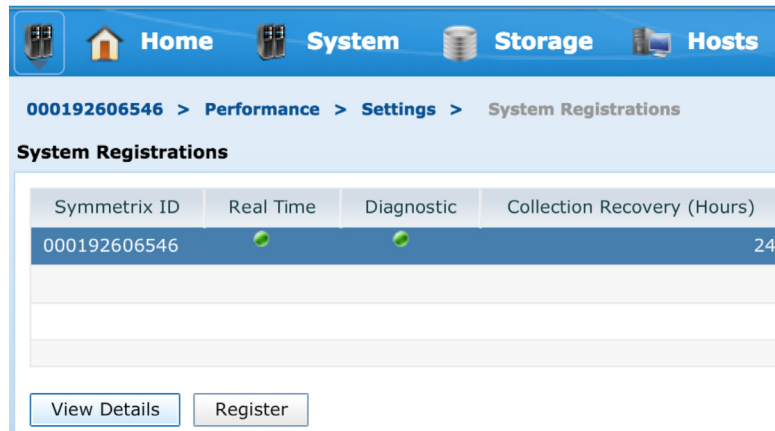 Home System Storage Hosts
000192606546 > Performance > Settings > System Registrations
System Registrations
Symmetrix ID Real Time Diagnostic Collection Recovery (Hours)
000192606546 24
View Details Register